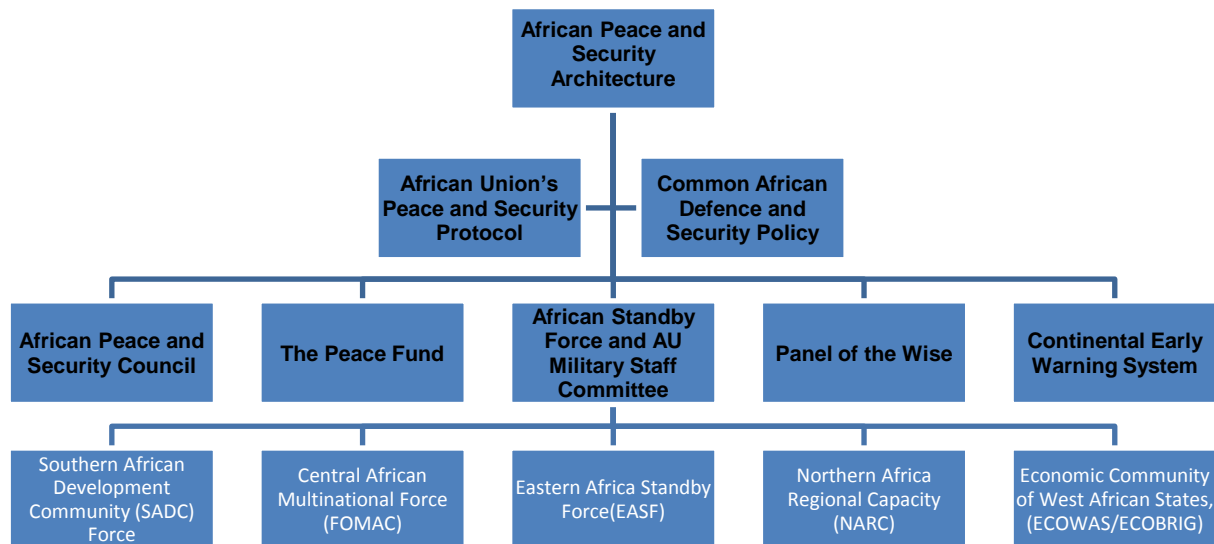 African Peace and
Security
Architecture
African Union's
Peace and Security
Protocol
Common African
Defence and
Security Policy
African Peace and
Security Council
The Peace Fund
African Standby
Force and AU
Military Staff
Committee
Panel of the Wise
Continental Early
Warning System
Southern African
Development
Community (SADC)
Force
Central African
Multinational Force
(FOMAC)
Eastern Africa Standby
Force(EASF)
Northern Africa
Regional Capacity
(NARC)
Economic Community
of West African States,
(ECOWAS/ECOBRIG)